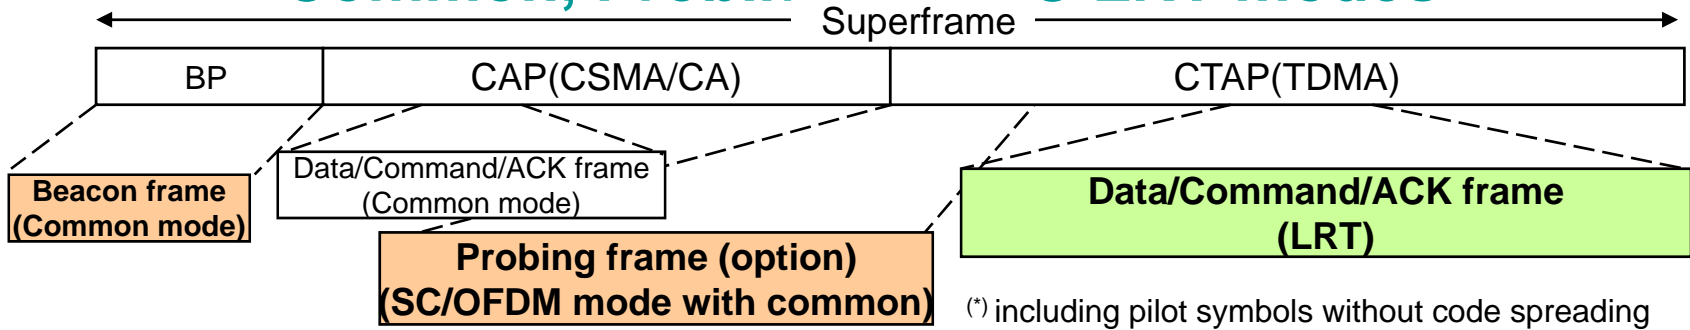 Superframe
BP
CAP(CSMA/CA)
CTAP(TDMA)
Beacon frame
(Common mode)
Data/Command/ACK frame
(Common mode)
Probing frame (option)
(SC/OFDM mode with common)
Data/Command/ACK frame
(LRT)
(*) including pilot symbols without code spreading